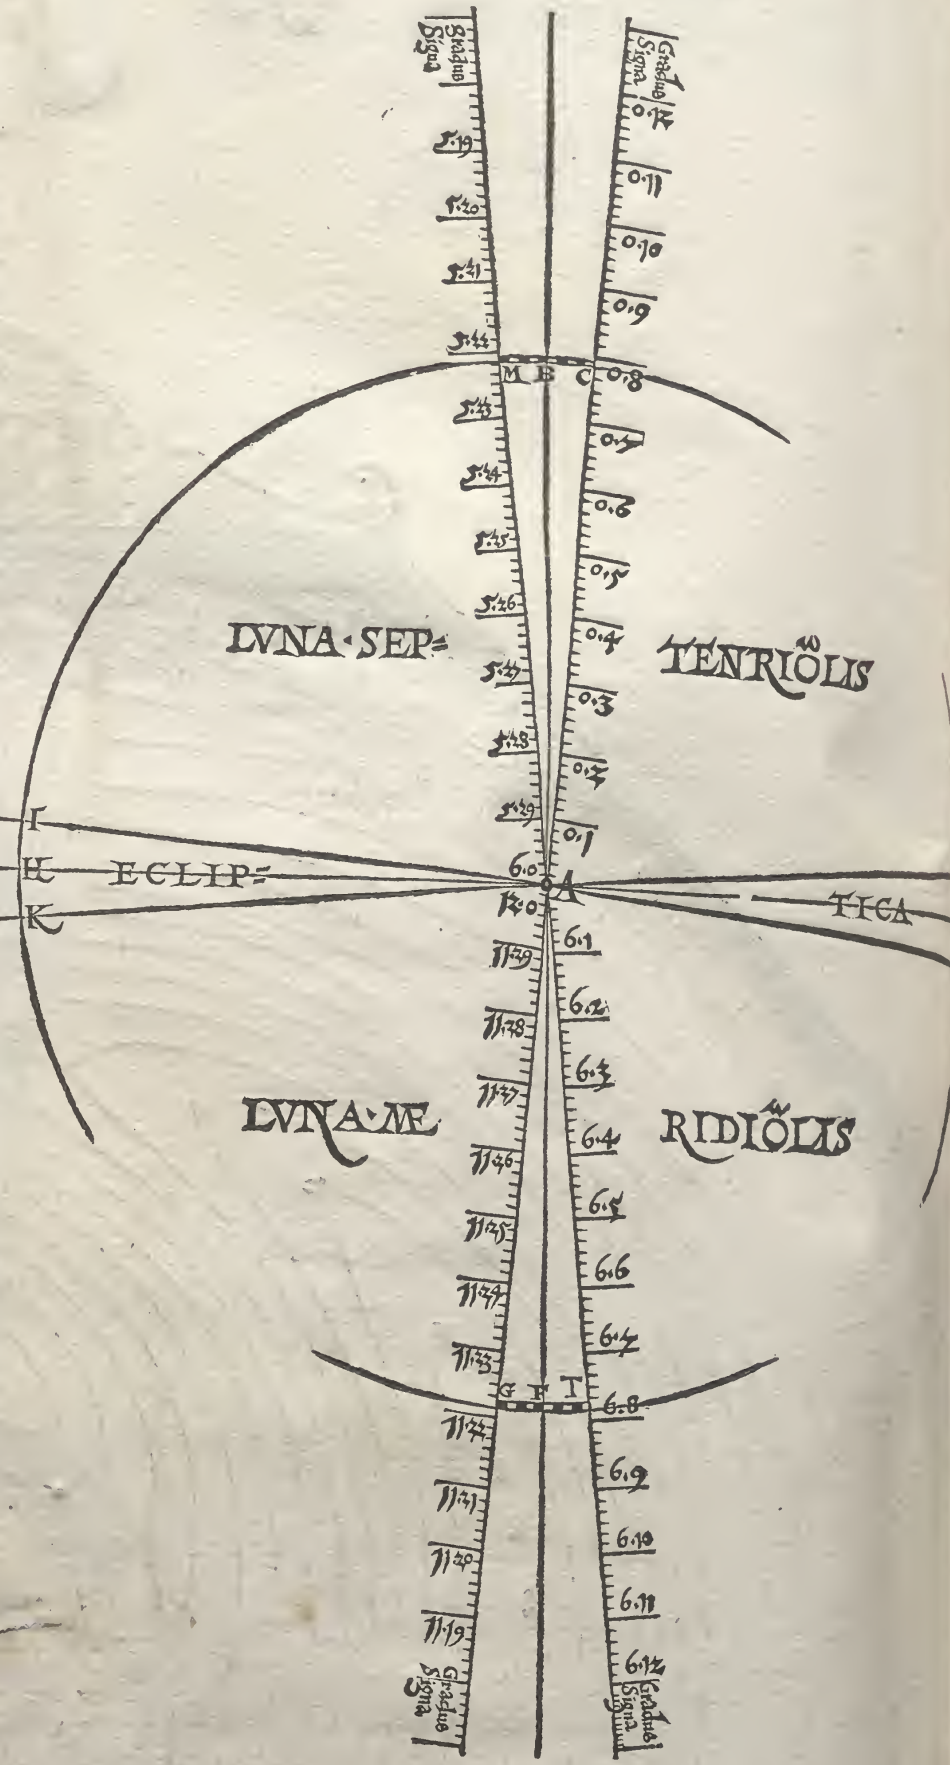 Gradus
Signa
Gradus
Signa
5.19
5.20
5.21
5.22
0.12
0.11
0.10
0.9
M B C 0.8
5.23
5.24
5.25
5.26
5.27
5.28
5.29
6.0
0.7
0.6
0.5
0.4
0.3
0.2
0.1
LVNA·SEP=
TENRIÕLIS
I
H ECLIP=
K
A
TICA
12.0
11.29
11.28
11.27
11.26
11.25
11.24
11.23
6.1
6.2
6.3
6.4
6.5
6.6
6.7
LVNA·ME
RIDIÕLIS
G F T
6.8
11.22
11.21
11.20
11.19
6.9
6.10
6.11
6.12
Gradus
Signa
Gradus
Signa